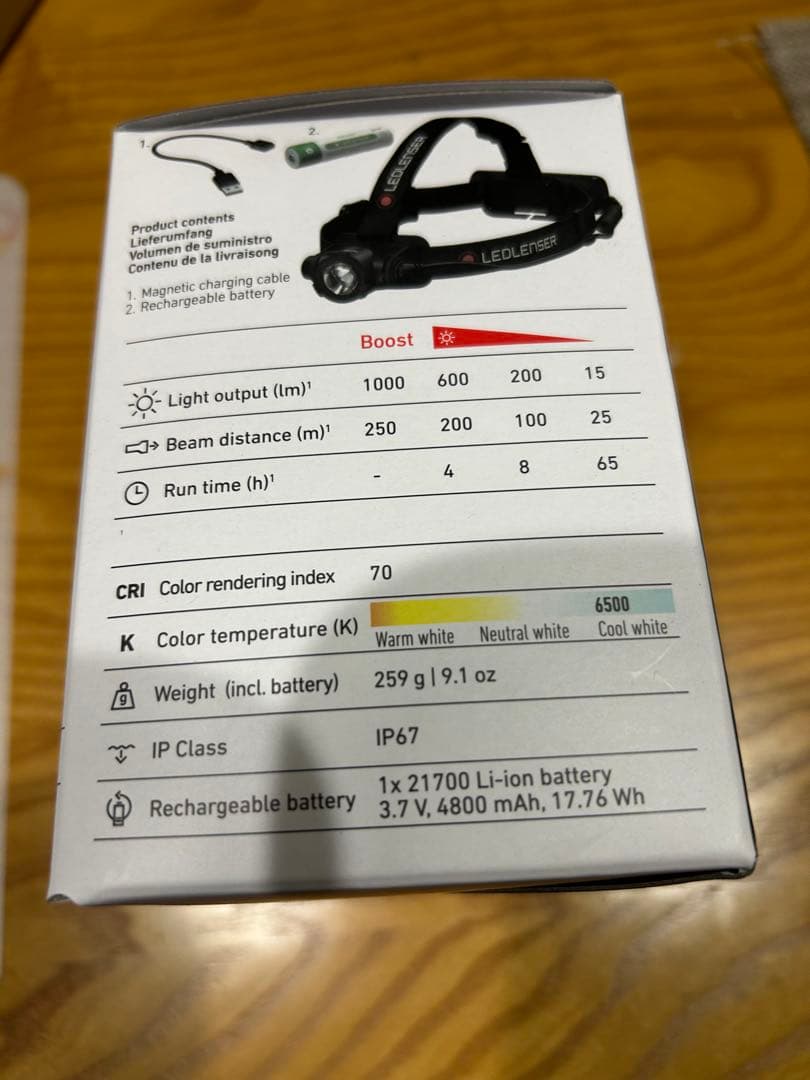 1.
2.
LEDLENSER
LEDLENSER
Product contents
Lieferumfang
Volumen de suministro
Contenu de la livraisong
1. Magnetic charging cable
2. Rechargeable battery
Boost
Light output (lm)¹ 1000 600 200 15
Beam distance (m)¹ 250 200 100 25
Run time (h)¹ - 4 8 65
¹
CRI Color rendering index 70
6500
K Color temperature (K) Warm white Neutral white Cool white
g Weight (incl. battery) 259 g | 9.1 oz
IP Class IP67
Rechargeable battery 1x 21700 Li-ion battery
3.7 V, 4800 mAh, 17.76 Wh